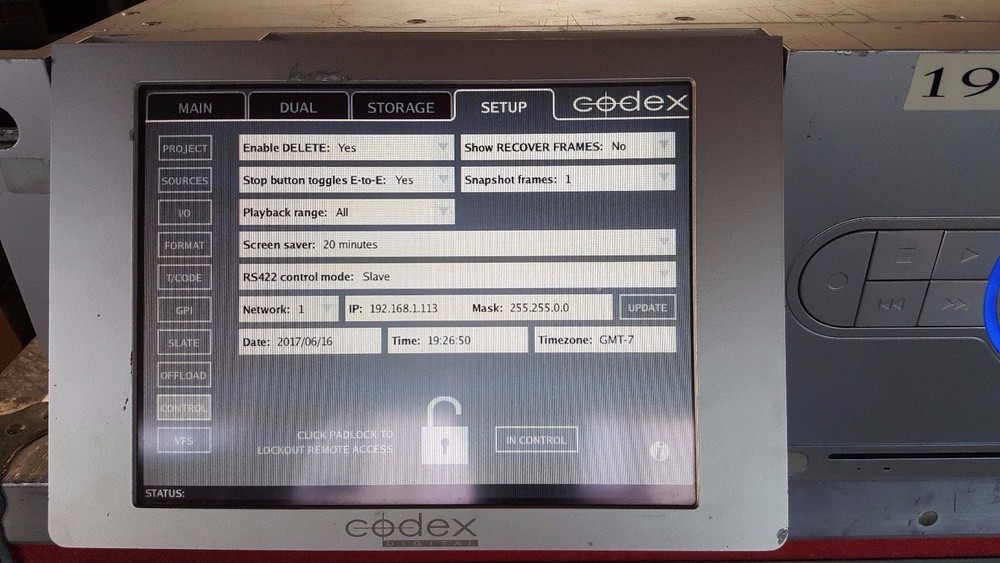 MAIN DUAL STORAGE SETUP codex
19
PROJECT Enable DELETE: Yes Show RECOVER FRAMES: No
SOURCES Stop button toggles E-to-E: Yes Snapshot frames: 1
I/O Playback range: All
FORMAT Screen saver: 20 minutes
T/CODE RS422 control mode: Slave
GPI Network: 1 IP: 192.168.1.113 Mask: 255.255.0.0 UPDATE
SLATE Date: 2017/06/16 Time: 19:26:50 Timezone: GMT-7
OFFLOAD
CONTROL
VFS CLICK PADLOCK TO
LOCKOUT REMOTE ACCESS IN CONTROL i
STATUS:
codex
DIGITAL